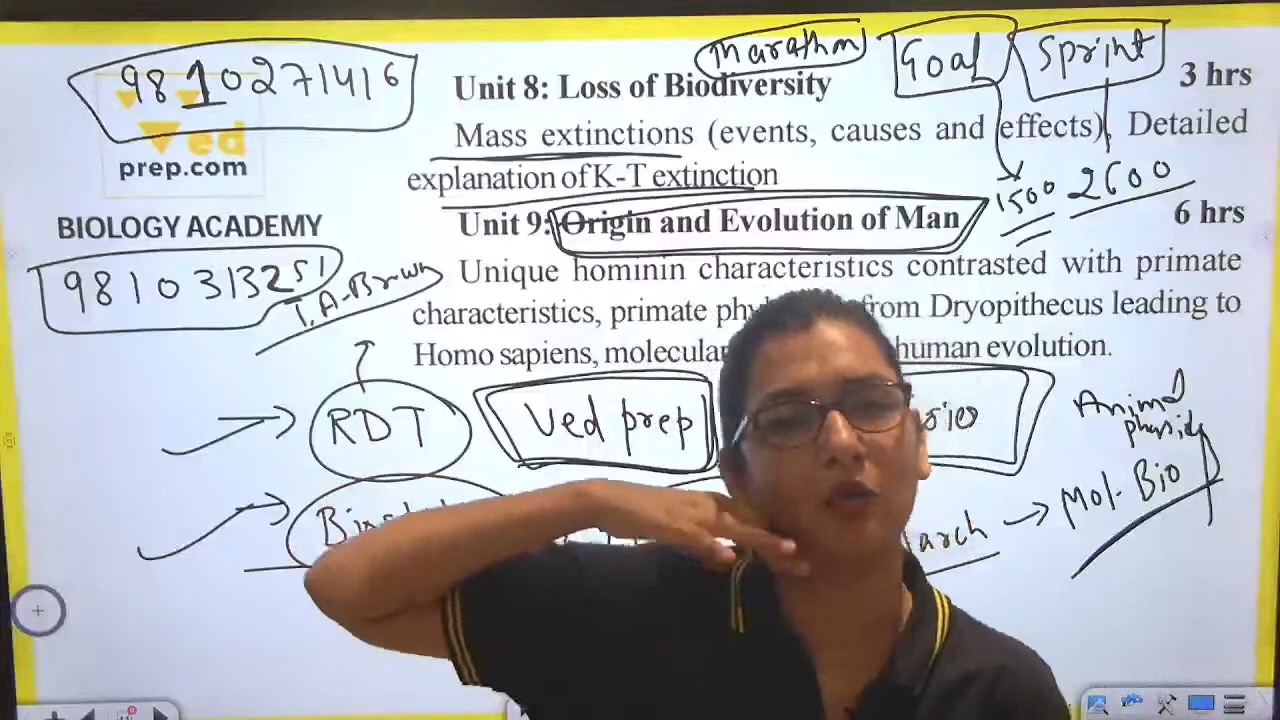 marathon Goal Sprint
9810271416
Unit 8: Loss of Biodiversity 3 hrs
Mass extinctions (events, causes and effects), Detailed
explanation of K-T extinction
1500 2600
ed
prep.com
BIOLOGY ACADEMY
Unit 9: Origin and Evolution of Man 6 hrs
9810313251
T.A-Brown
Unique hominin characteristics contrasted with primate
characteristics, primate from Dryopithecus leading to
Homo sapiens, molecular human evolution.
RDT
Ved prep
Animal
Mol-Bio